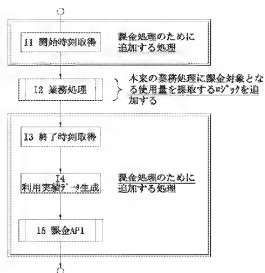 I1 開始時刻取得
課金処理のために
追加する処理
I2 業務処理
本来の業務処理に課金対象とな
る使用量を採取するロジックを追
加する
I3 終了時刻取得
I4
利用実績データ生成
課金処理のために
追加する処理
I5 課金API